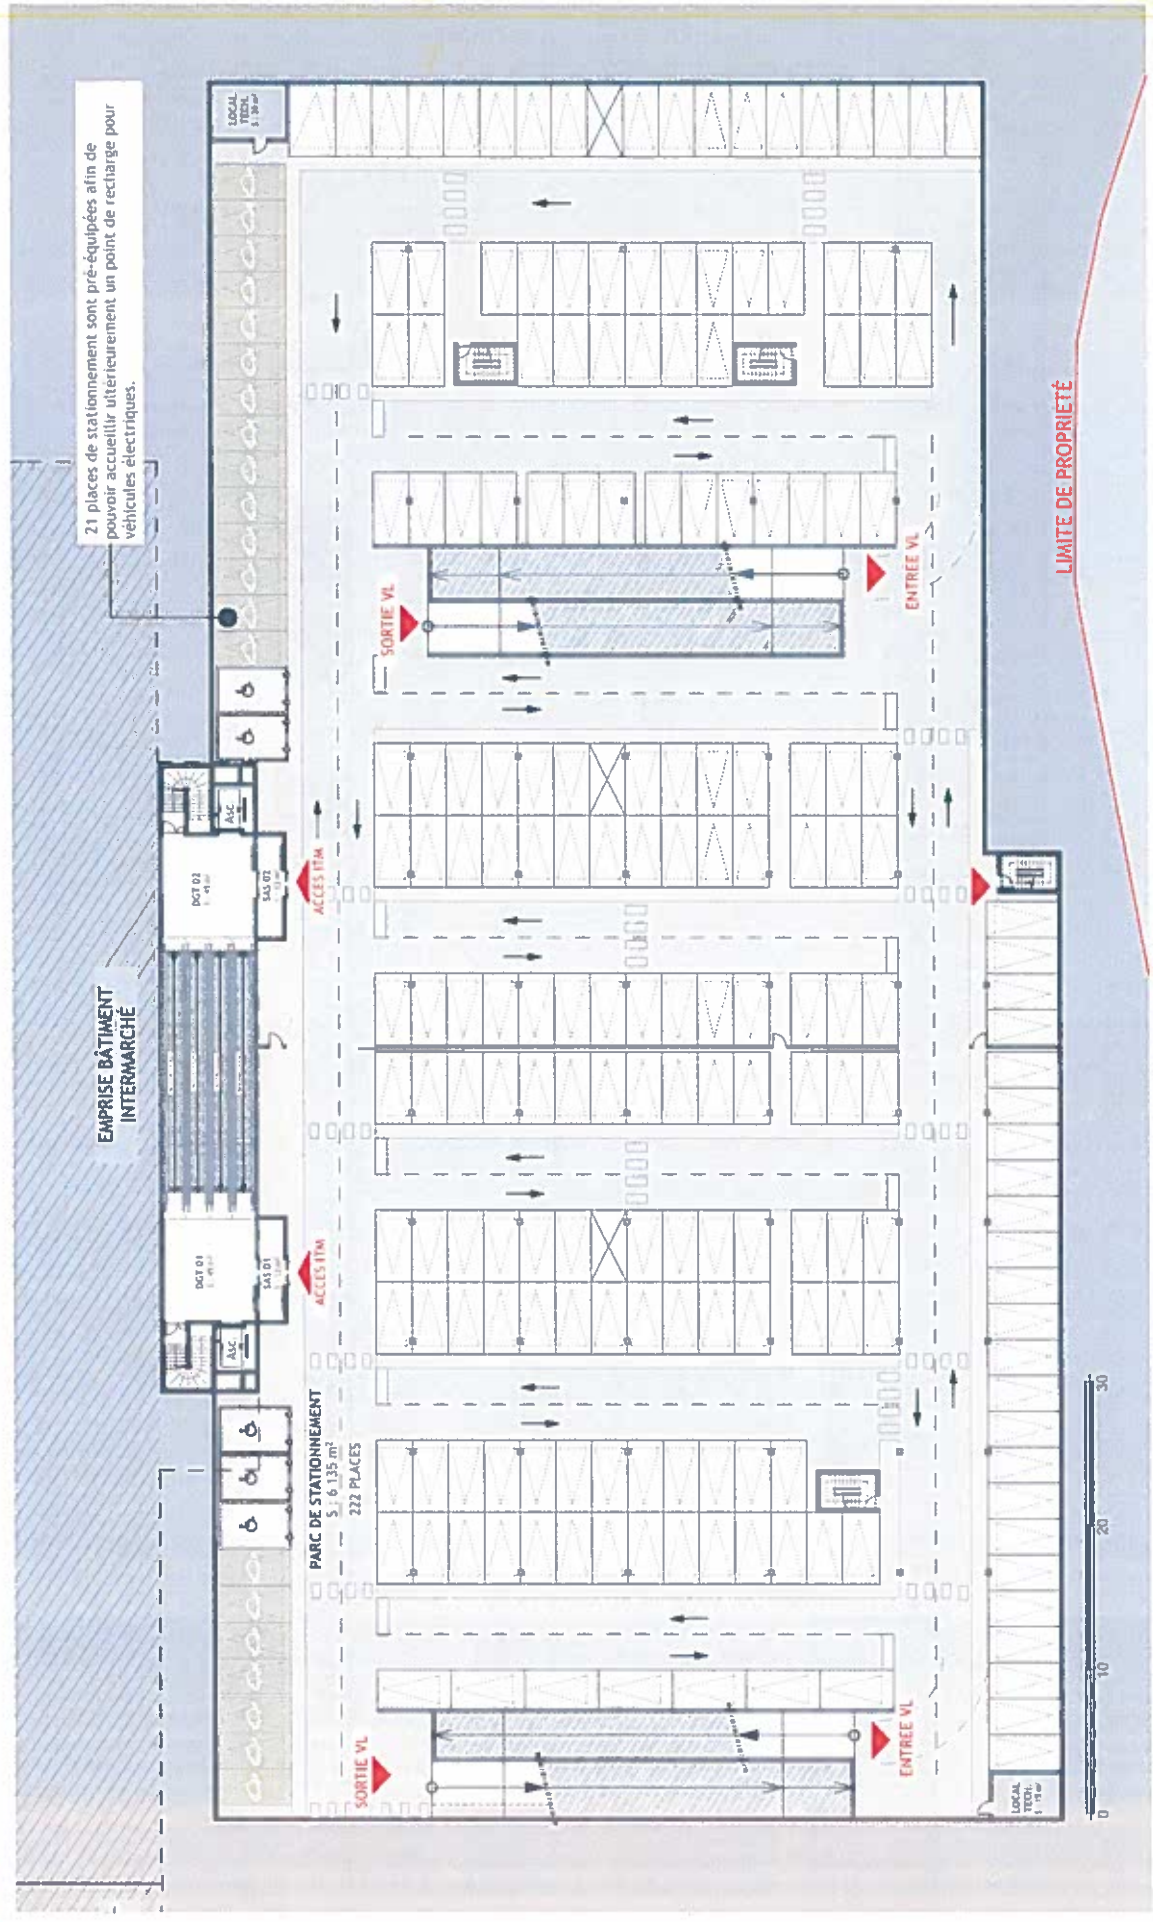 21 places de stationnement sont pré-équipées afin de
pouvoir accueillir ultérieurement un point de recharge pour
véhicules électriques.
LOCAL
TECH.
EMPRISE BÂTIMENT
INTERMARCHÉ
DGT 01
SAS 01
Asc.
ACCES ITM
DGT 02
SAS 02
Asc.
ACCES ITM
PARC DE STATIONNEMENT
S : 6 135 m²
222 PLACES
SORTIE VL
ENTREE VL
SORTIE VL
ENTREE VL
LIMITE DE PROPRIÉTÉ
LOCAL
TECH.
0
10
20
30